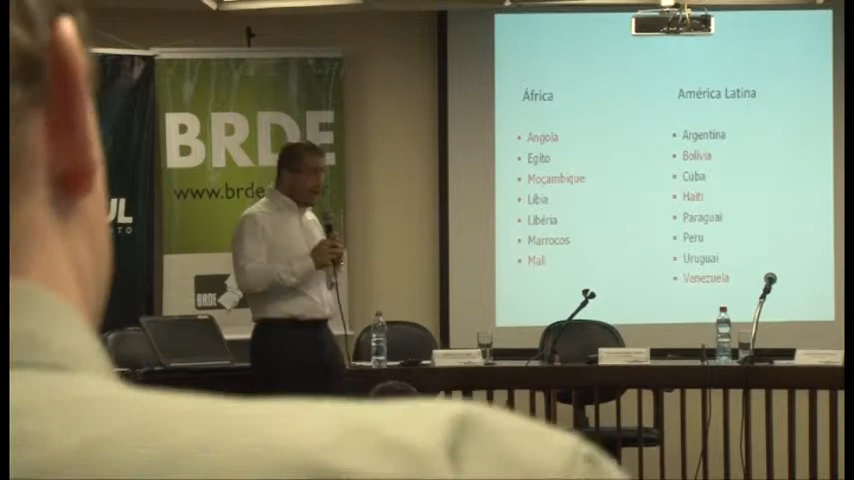 BRDE
www.brde
UL
BRDE
África
• Angola
• Egito
• Moçambique
• Líbia
• Libéria
• Marrocos
• Mali
América Latina
• Argentina
• Bolívia
• Cuba
• Haiti
• Paraguai
• Peru
• Uruguai
• Venezuela